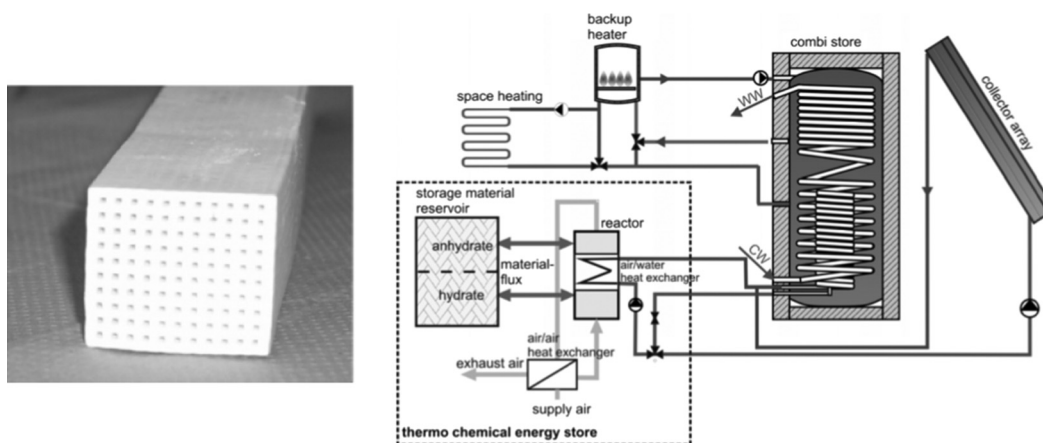 backup
heater
combi store
space heating
WW
collector array
storage material
reservoir
reactor
anhydrate
material-
flux
air/water
heat exchanger
CW
hydrate
air/air
heat exchanger
exhaust air
supply air
thermo chemical energy store